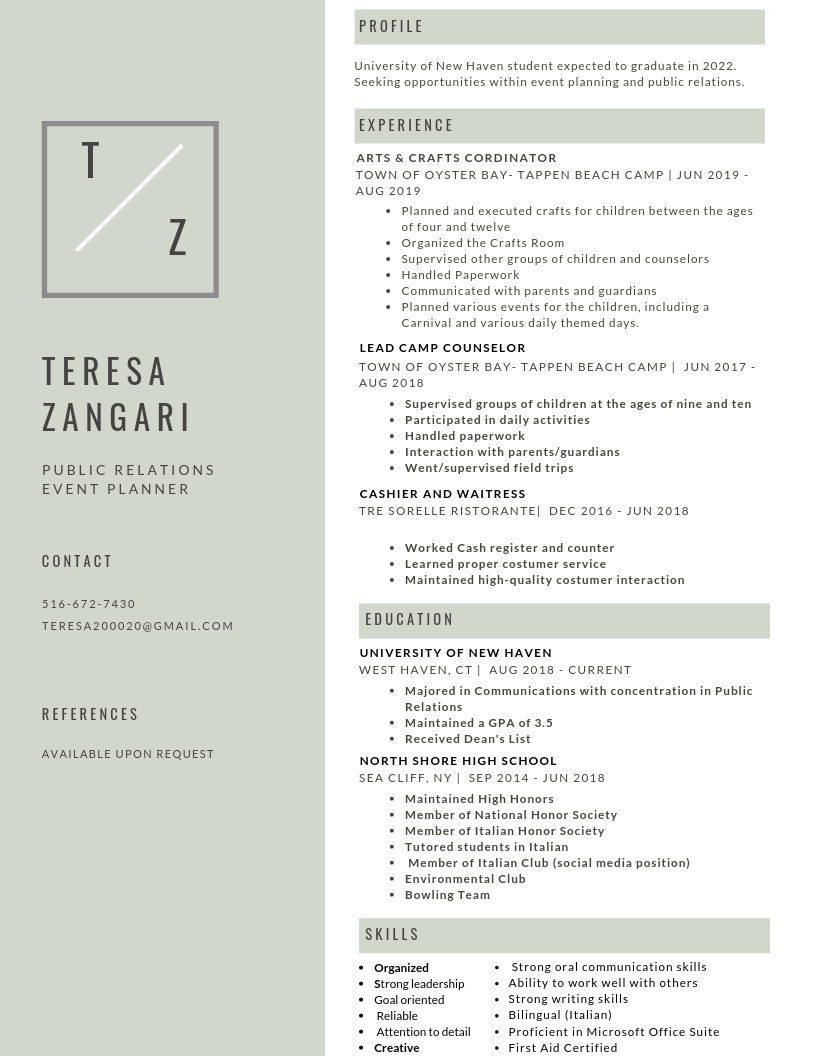 T
Z
TERESA
ZANGARI
PUBLIC RELATIONS
EVENT PLANNER
CONTACT
516-672-7430
TERESA200020@GMAIL.COM
REFERENCES
AVAILABLE UPON REQUEST
PROFILE
University of New Haven student expected to graduate in 2022.
Seeking opportunities within event planning and public relations.
EXPERIENCE
ARTS & CRAFTS CORDINATOR
TOWN OF OYSTER BAY- TAPPEN BEACH CAMP | JUN 2019 -
AUG 2019
• Planned and executed crafts for children between the ages
of four and twelve
• Organized the Crafts Room
• Supervised other groups of children and counselors
• Handled Paperwork
• Communicated with parents and guardians
• Planned various events for the children, including a
Carnival and various daily themed days.
LEAD CAMP COUNSELOR
TOWN OF OYSTER BAY- TAPPEN BEACH CAMP | JUN 2017 -
AUG 2018
• Supervised groups of children at the ages of nine and ten
• Participated in daily activities
• Handled paperwork
• Interaction with parents/guardians
• Went/supervised field trips
CASHIER AND WAITRESS
TRE SORELLE RISTORANTE| DEC 2016 - JUN 2018
• Worked Cash register and counter
• Learned proper costumer service
• Maintained high-quality costumer interaction
EDUCATION
UNIVERSITY OF NEW HAVEN
WEST HAVEN, CT | AUG 2018 - CURRENT
• Majored in Communications with concentration in Public
Relations
• Maintained a GPA of 3.5
• Received Dean's List
NORTH SHORE HIGH SCHOOL
SEA CLIFF, NY | SEP 2014 - JUN 2018
• Maintained High Honors
• Member of National Honor Society
• Member of Italian Honor Society
• Tutored students in Italian
• Member of Italian Club (social media position)
• Environmental Club
• Bowling Team
SKILLS
• Organized
• Strong leadership
• Goal oriented
• Reliable
• Attention to detail
• Creative
• Strong oral communication skills
• Ability to work well with others
• Strong writing skills
• Bilingual (Italian)
• Proficient in Microsoft Office Suite
• First Aid Certified